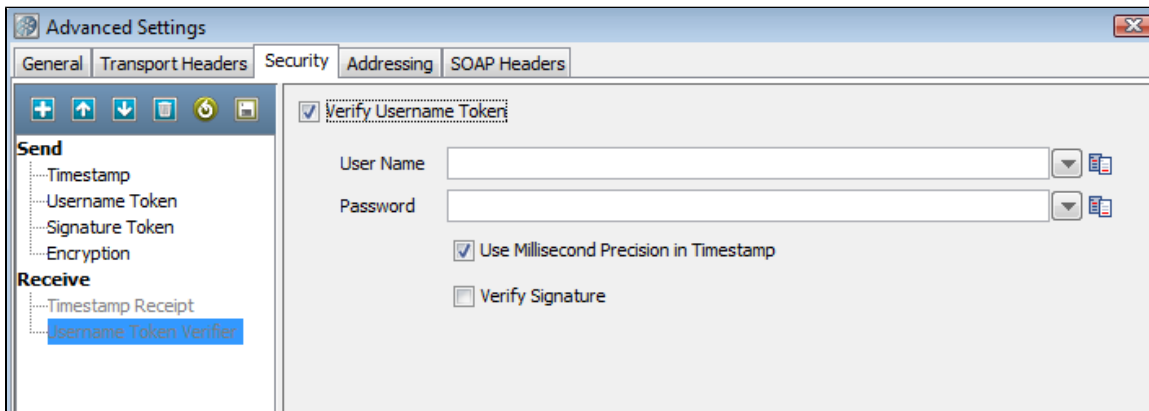 Advanced Settings
General Transport Headers Security Addressing SOAP Headers
Verify Username Token
Send
Timestamp
Username Token
Signature Token
Encryption
Receive
Timestamp Receipt
Username Token Verifier
User Name
Password
Use Millisecond Precision in Timestamp
Verify Signature